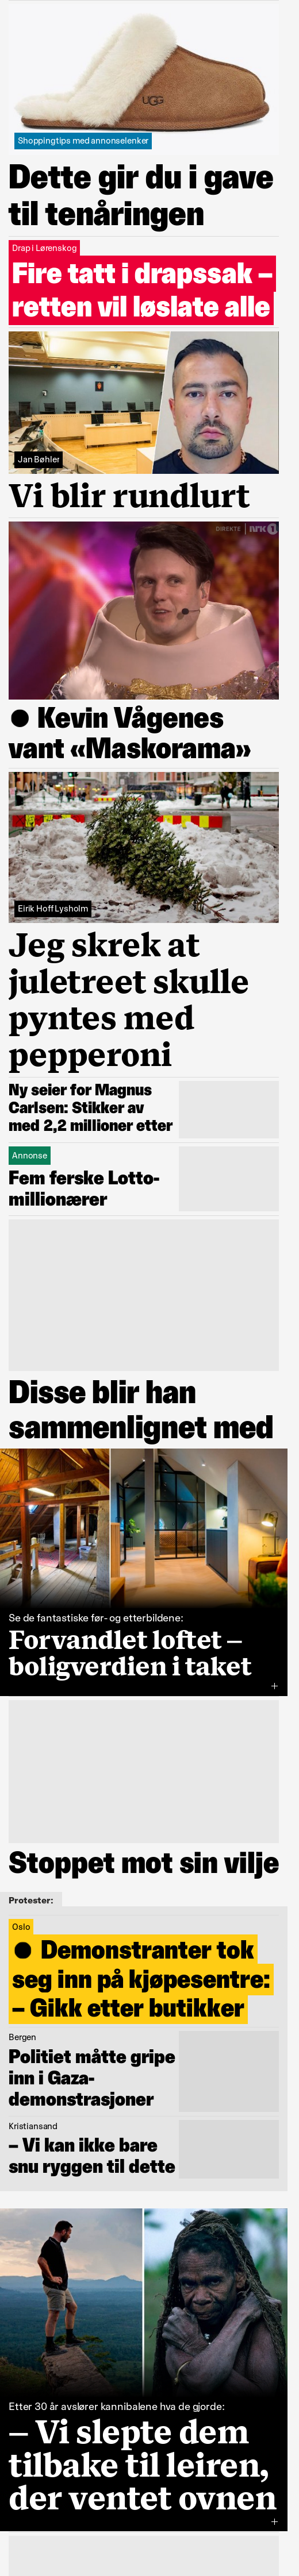 UGG
Shoppingtips med annonselenker
Dette gir du i gave
til tenåringen
Drap i Lørenskog
Fire tatt i drapssak –
retten vil løslate alle
Jan Bøhler
Vi blir rundlurt
DIREKTE nrk 1
● Kevin Vågenes
vant «Maskorama»
Eirik Hoff Lysholm
Jeg skrek at
juletreet skulle
pyntes med
pepperoni
Ny seier for Magnus
Carlsen: Stikker av
med 2,2 millioner etter
Annonse
Fem ferske Lotto-
millionærer
Disse blir han
sammenlignet med
Se de fantastiske før- og etterbildene:
Forvandlet loftet –
boligverdien i taket
+
Stoppet mot sin vilje
Protester:
Oslo
● Demonstranter tok
seg inn på kjøpesentre:
– Gikk etter butikker
Bergen
Politiet måtte gripe
inn i Gaza-
demonstrasjoner
Kristiansand
– Vi kan ikke bare
snu ryggen til dette
Etter 30 år avslører kannibalene hva de gjorde:
– Vi slepte dem
tilbake til leiren,
der ventet ovnen
+